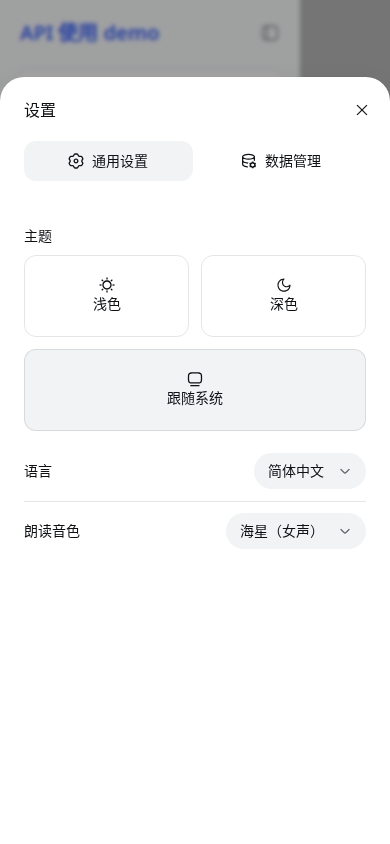 API 使用 demo
设置
通用设置
数据管理
主题
浅色
深色
跟随系统
语言
简体中文
朗读音色
海星（女声）